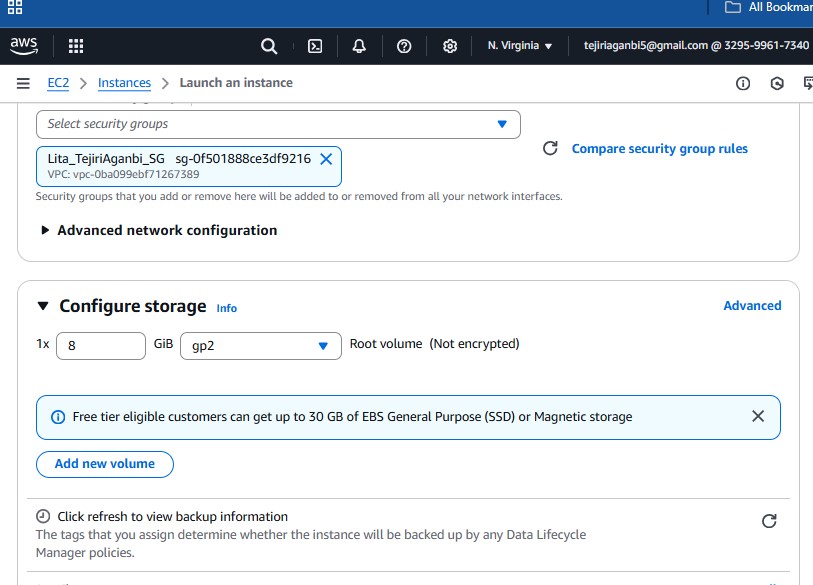 All Bookmar
aws
N. Virginia
tejiriaganbi5@gmail.com @ 3295-9961-7340
EC2 > Instances > Launch an instance
Select security groups
Lita_TejiriAganbi_SG sg-0f501888ce3df9216
VPC: vpc-0ba099ebf71267389
Compare security group rules
Security groups that you add or remove here will be added to or removed from all your network interfaces.
Advanced network configuration
Configure storage Info
Advanced
1x 8 GiB gp2 Root volume (Not encrypted)
Free tier eligible customers can get up to 30 GB of EBS General Purpose (SSD) or Magnetic storage
Add new volume
Click refresh to view backup information
The tags that you assign determine whether the instance will be backed up by any Data Lifecycle
Manager policies.